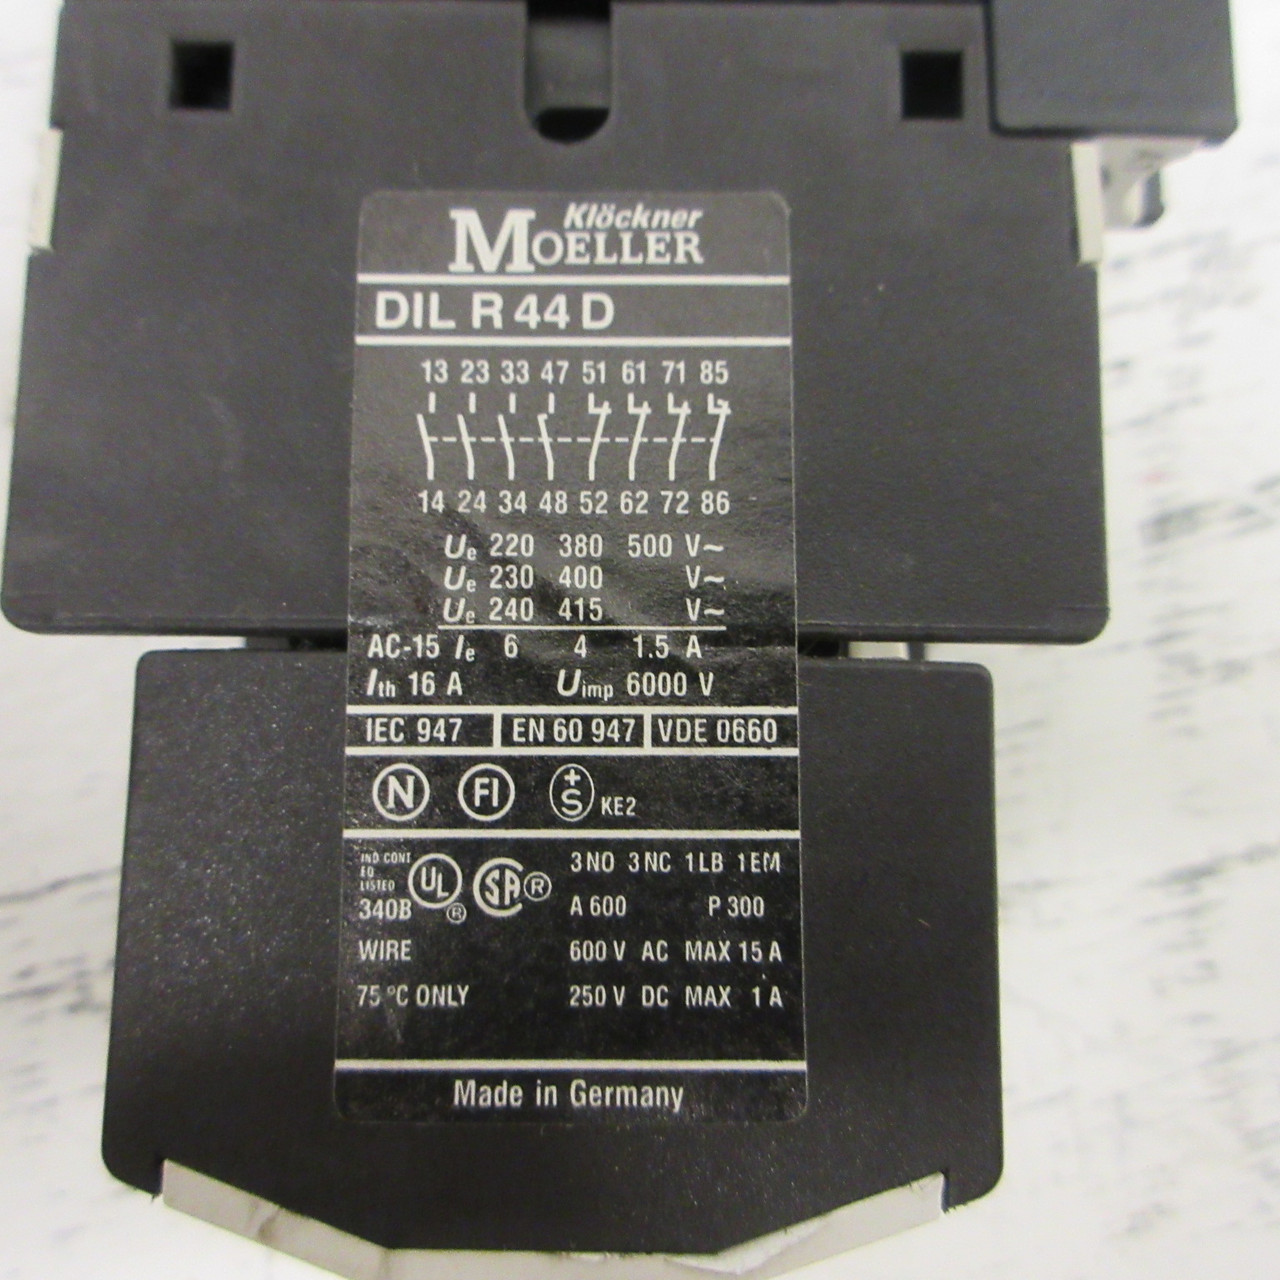 Klöckner
MOELLER
DIL R 44 D
13 23 33 47 51 61 71 85
14 24 34 48 52 62 72 86
Ue 220 380 500 V~
Ue 230 400 V~
Ue 240 415 V~
AC-15 Ie 6 4 1.5 A
Ith 16 A Uimp 6000 V
IEC 947 EN 60 947 VDE 0660
N FI +S KE2
IND CONT
EQ
LISTED
340B
UL ®
SA ®
3NO 3NC 1LB 1EM
A 600 P 300
WIRE 600 V AC MAX 15 A
75 °C ONLY 250 V DC MAX 1 A
Made in Germany